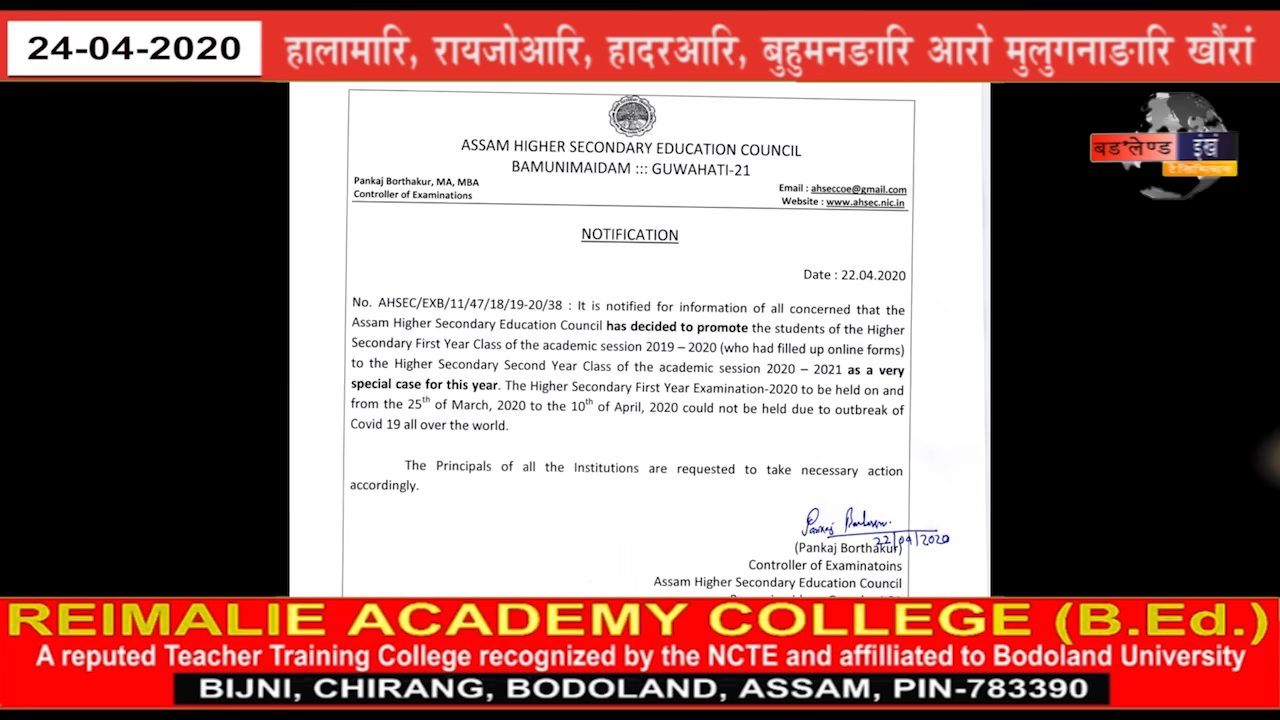 24-04-2020
हालामारि, रायजोआरि, हादरआरि, बुहुमनङारि आरो मुलुगनाङारि खौरां
बड'लेण्ड
इंखं
टेलिभिषण
ASSAM HIGHER SECONDARY EDUCATION COUNCIL
BAMUNIMAIDAM ::: GUWAHATI-21
Pankaj Borthakur, MA, MBA
Controller of Examinations
Email : ahseccoe@gmail.com
Website : www.ahsec.nic.in
NOTIFICATION
Date : 22.04.2020
No. AHSEC/EXB/11/47/18/19-20/38 : It is notified for information of all concerned that the
Assam Higher Secondary Education Council has decided to promote the students of the Higher
Secondary First Year Class of the academic session 2019 – 2020 (who had filled up online forms)
to the Higher Secondary Second Year Class of the academic session 2020 – 2021 as a very
special case for this year. The Higher Secondary First Year Examination-2020 to be held on and
from the 25th of March, 2020 to the 10th of April, 2020 could not be held due to outbreak of
Covid 19 all over the world.
The Principals of all the Institutions are requested to take necessary action
accordingly.
Pankaj Borthakur
22/04/2020
(Pankaj Borthakur)
Controller of Examinatoins
Assam Higher Secondary Education Council
REIMALIE ACADEMY COLLEGE (B.Ed.)
A reputed Teacher Training College recognized by the NCTE and affilliated to Bodoland University
BIJNI, CHIRANG, BODOLAND, ASSAM, PIN-783390